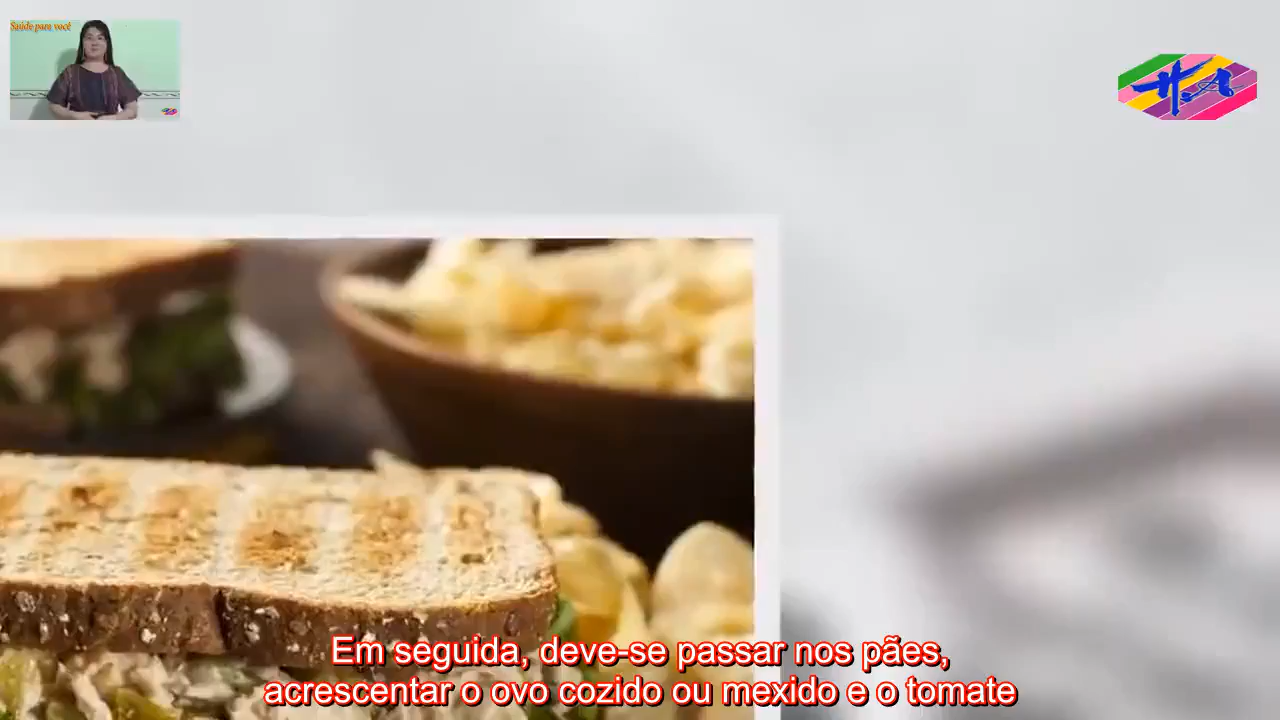 Saúde para você
H.A
Em seguida, deve-se passar nos pães,
acrescentar o ovo cozido ou mexido e o tomate